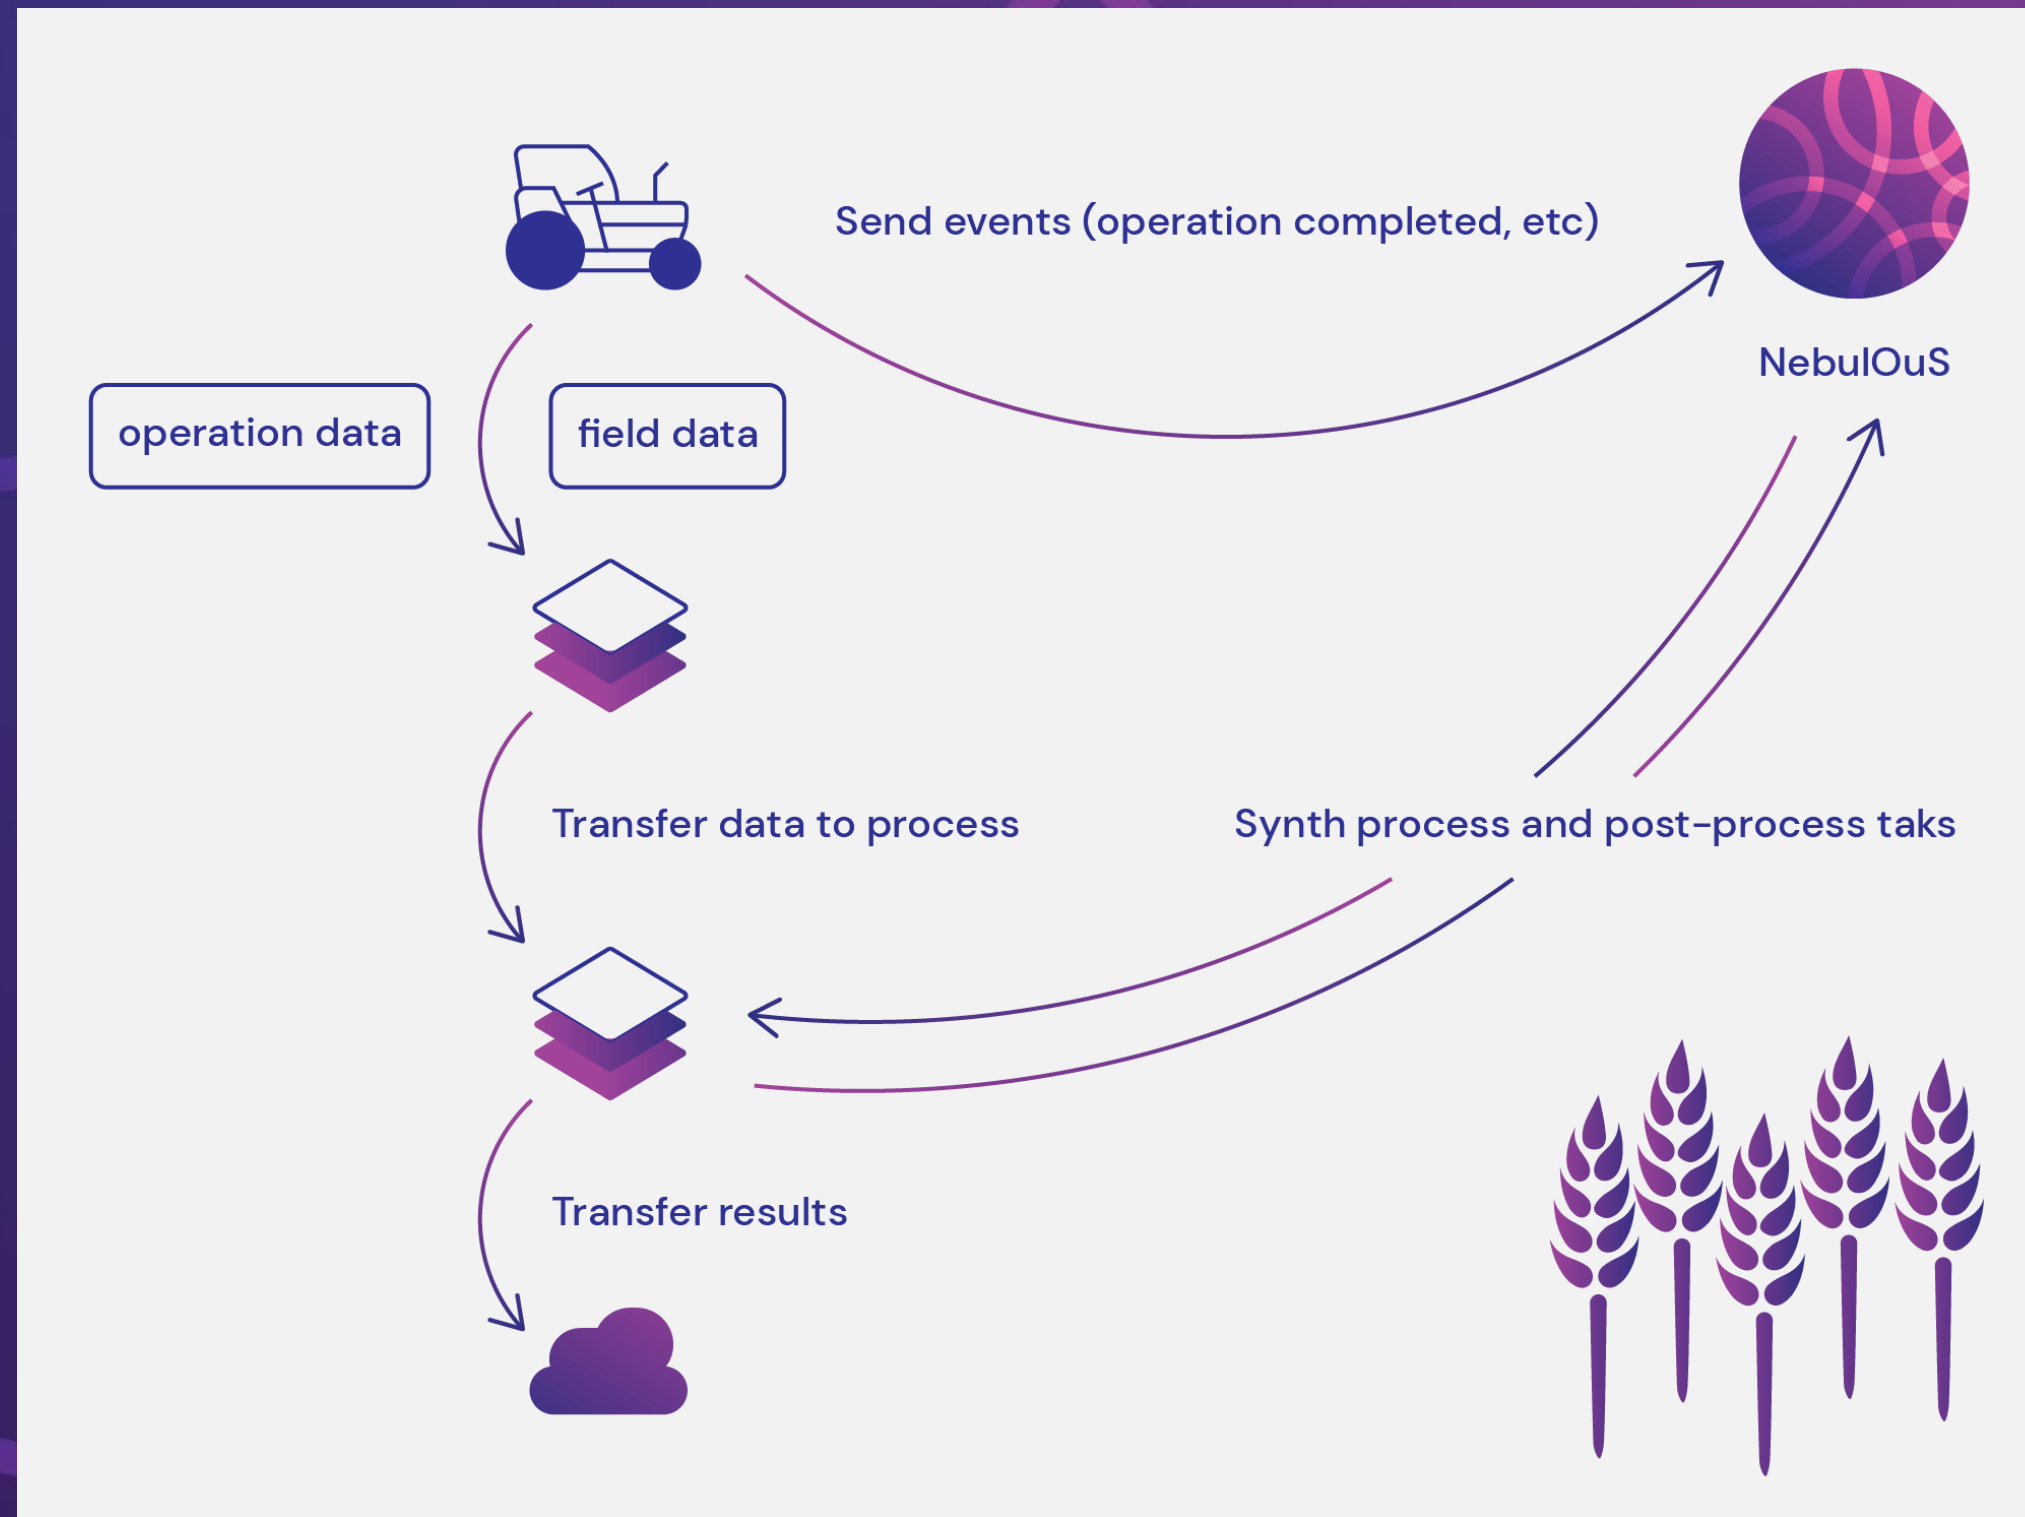 Send events (operation completed, etc)
NebulOuS
operation data
field data
Transfer data to process
Synth process and post-process taks
Transfer results